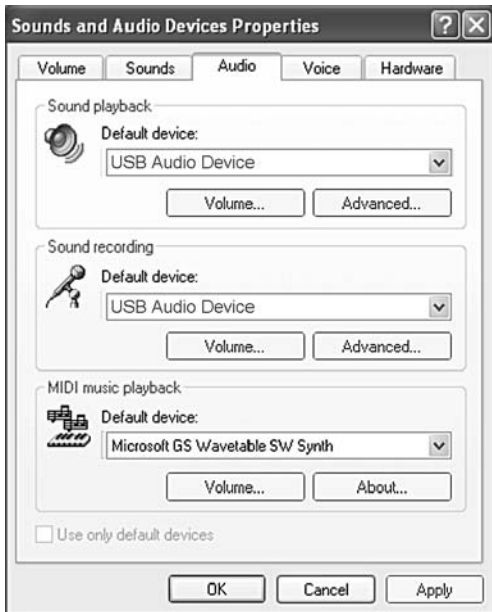 Sounds and Audio Devices Properties
Volume Sounds Audio Voice Hardware
Sound playback
Default device:
USB Audio Device
Volume... Advanced...
Sound recording
Default device:
USB Audio Device
Volume... Advanced...
MIDI music playback
Default device:
Microsoft GS Wavetable SW Synth
Volume... About...
Use only default devices
OK Cancel Apply